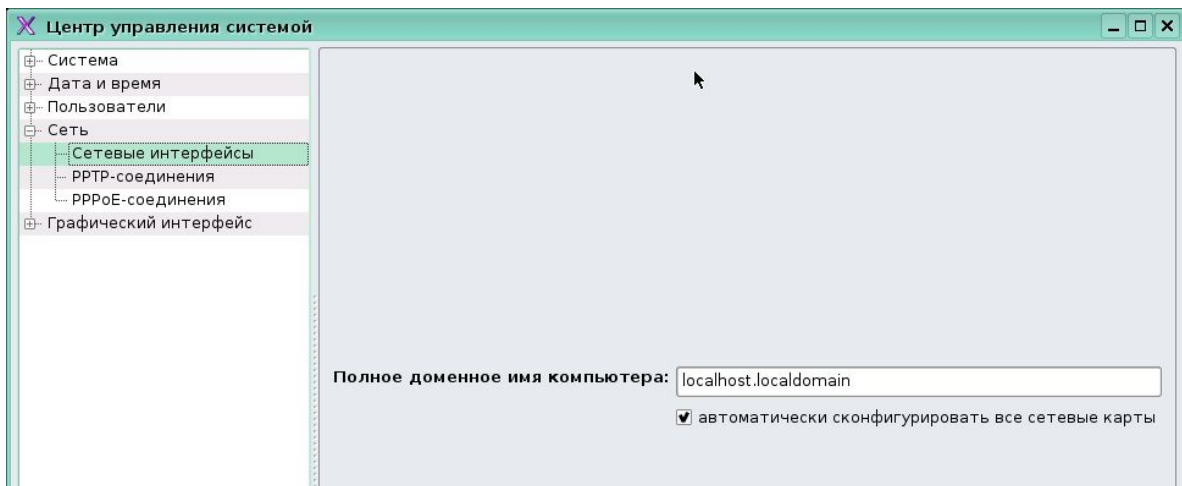 Центр управления системой
Система
Дата и время
Пользователи
Сеть
Сетевые интерфейсы
PPTP-соединения
PPPoE-соединения
Графический интерфейс
Полное доменное имя компьютера: localhost.localdomain
автоматически сконфигурировать все сетевые карты